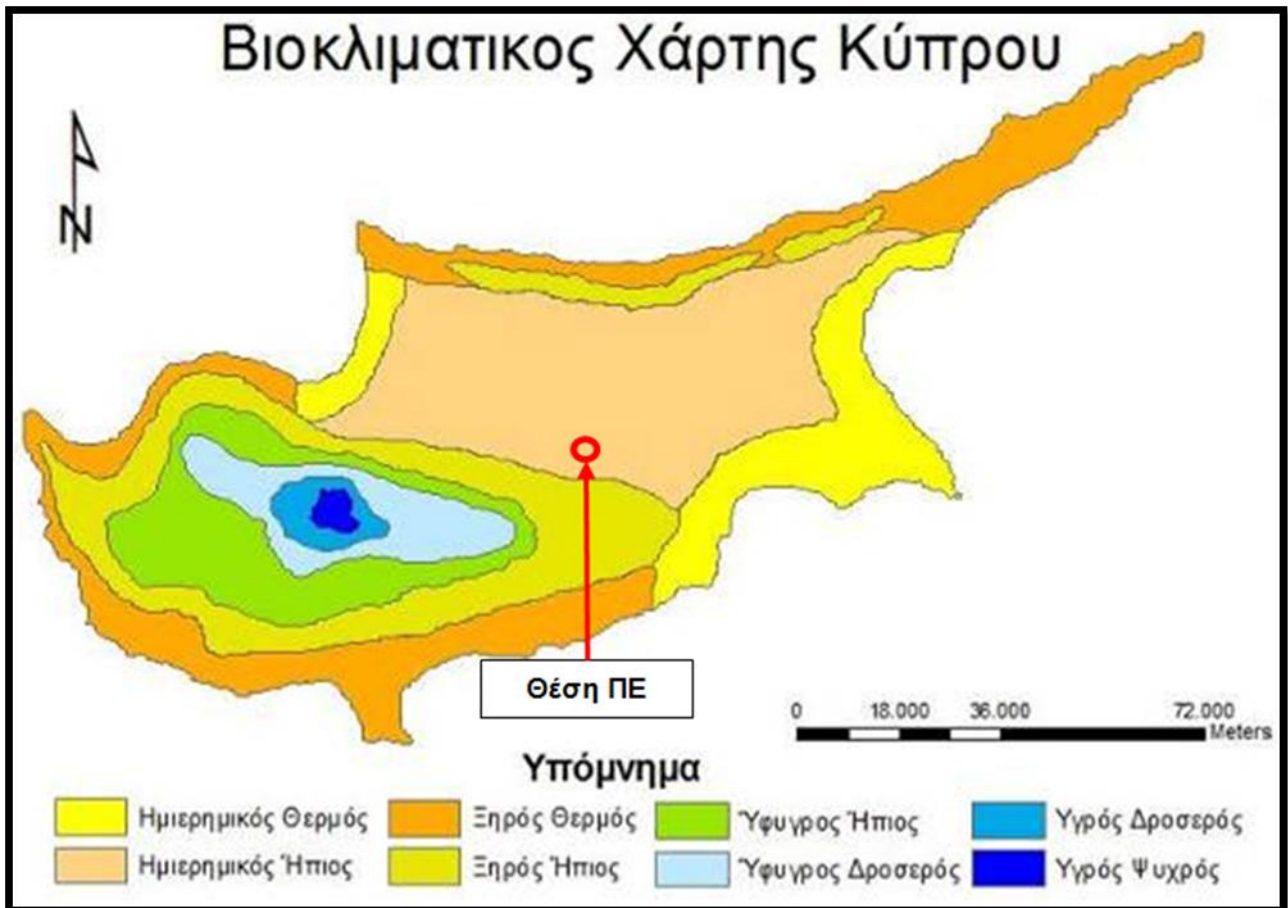 Βιοκλιματικος Χάρτης Κύπρου
N
Θέση ΠΕ
0 18.000 36.000 72.000
Meters
Υπόμνημα
Ημιερημικός Θερμός Ξηρός Θερμός Ύφυγρος Ήπιος Υγρός Δροσερός
Ημιερημικός Ήπιος Ξηρός Ήπιος Ύφυγρος Δροσερός Υγρός Ψυχρός